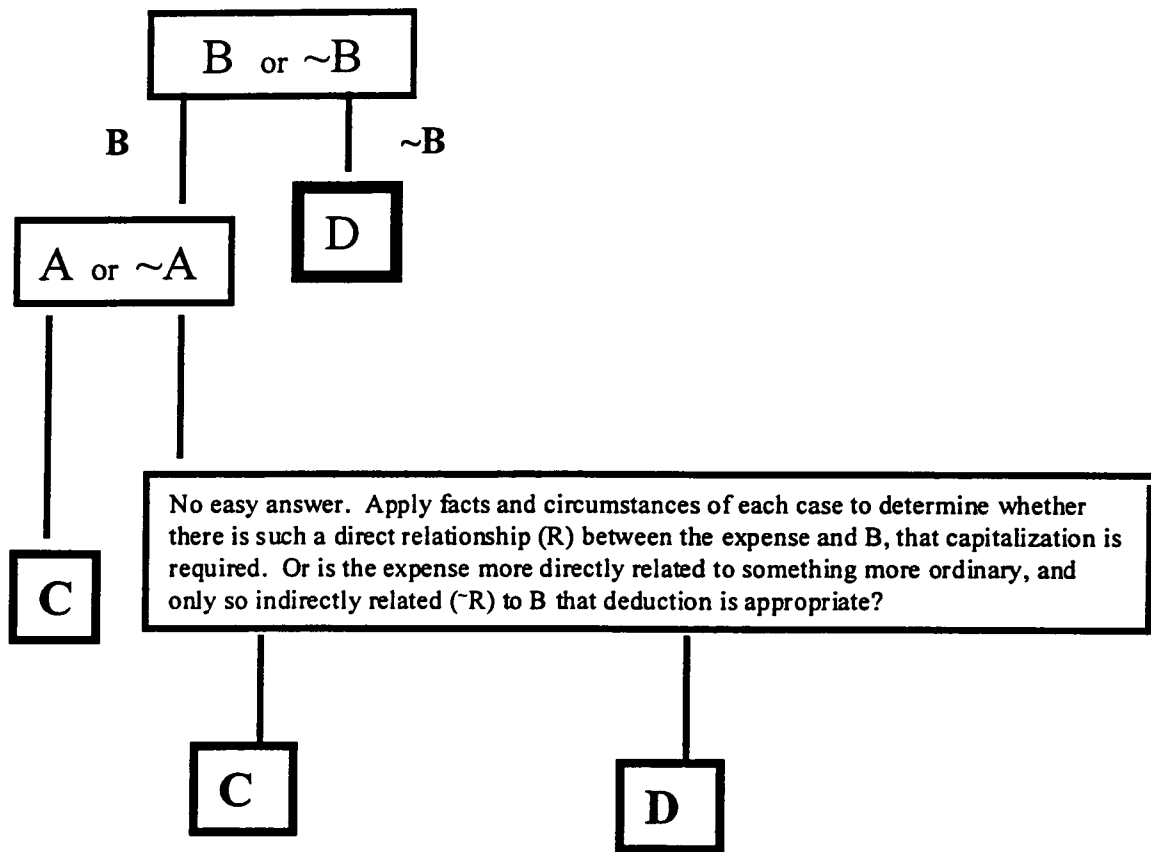 B or ~B
B
~B
D
A or ~A
No easy answer. Apply facts and circumstances of each case to determine whether
there is such a direct relationship (R) between the expense and B, that capitalization is
required. Or is the expense more directly related to something more ordinary, and
only so indirectly related (~R) to B that deduction is appropriate?
C
C
D